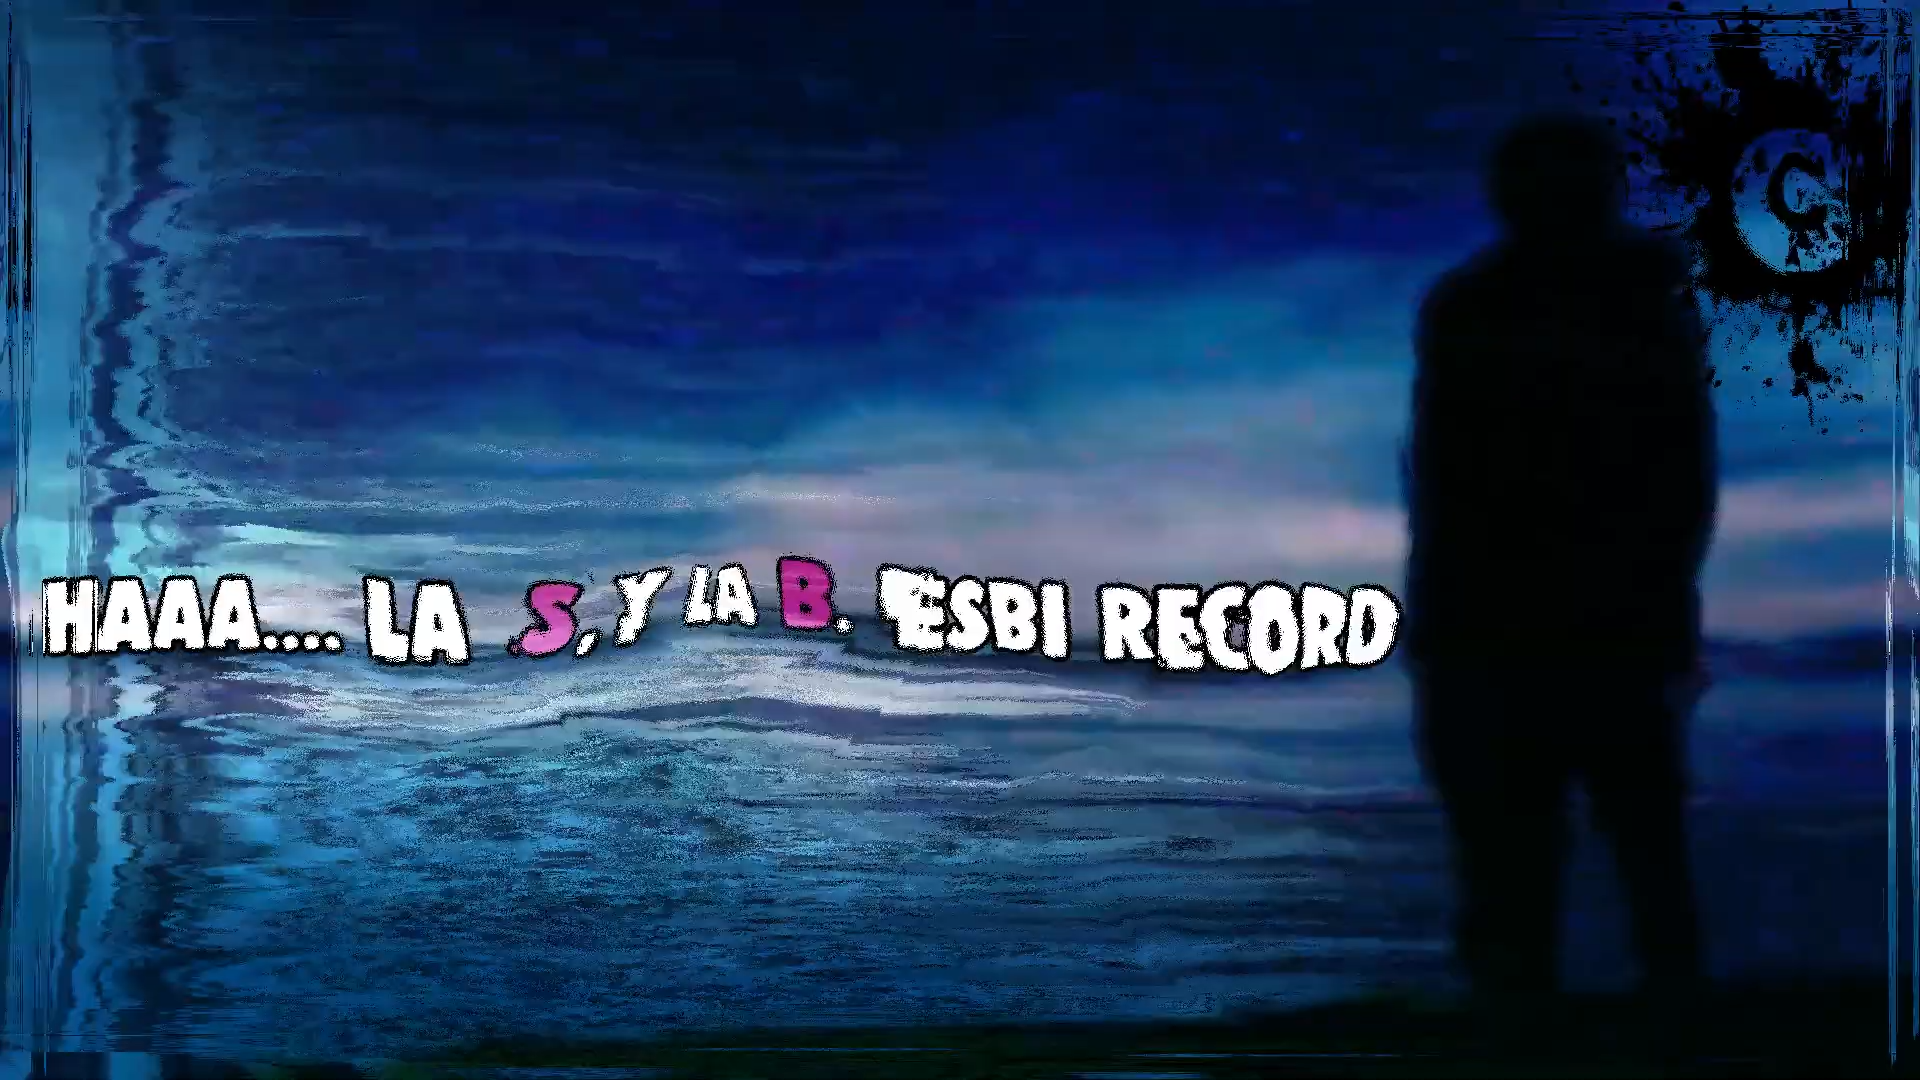 HAAA.... LA S, Y LA B. ESBI RECORD
C